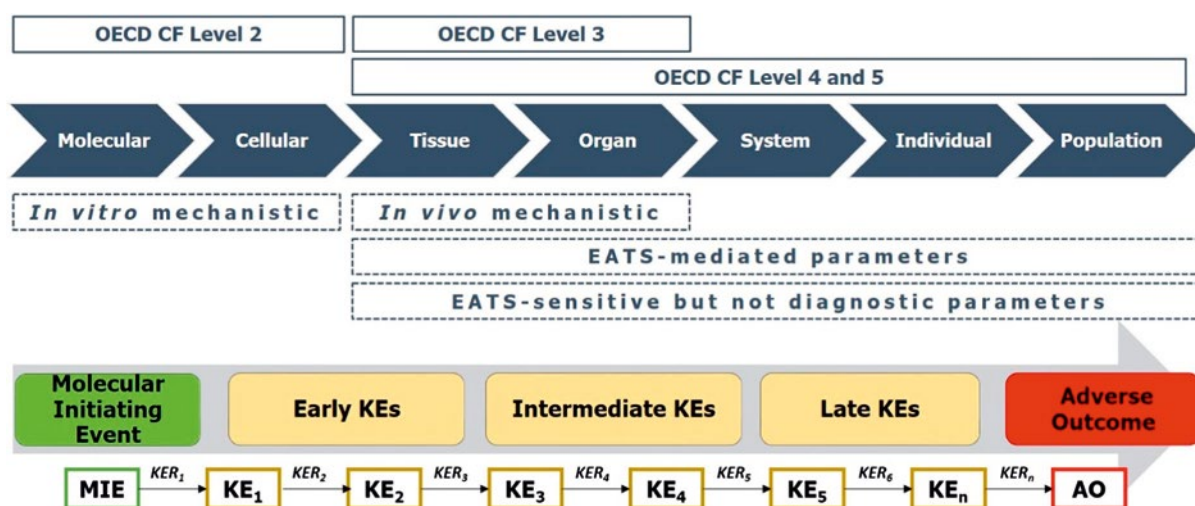 OECD CF Level 2
OECD CF Level 3
OECD CF Level 4 and 5
Molecular
Cellular
Tissue
Organ
System
Individual
Population
In vitro mechanistic
In vivo mechanistic
EATS-mediated parameters
EATS-sensitive but not diagnostic parameters
Molecular
Initiating
Event
Early KEs
Intermediate KEs
Late KEs
Adverse
Outcome
MIE
KER₁
KE₁
KER₂
KE₂
KER₃
KE₃
KER₄
KE₄
KER₅
KE₅
KER₆
KEₙ
KERₙ
AO